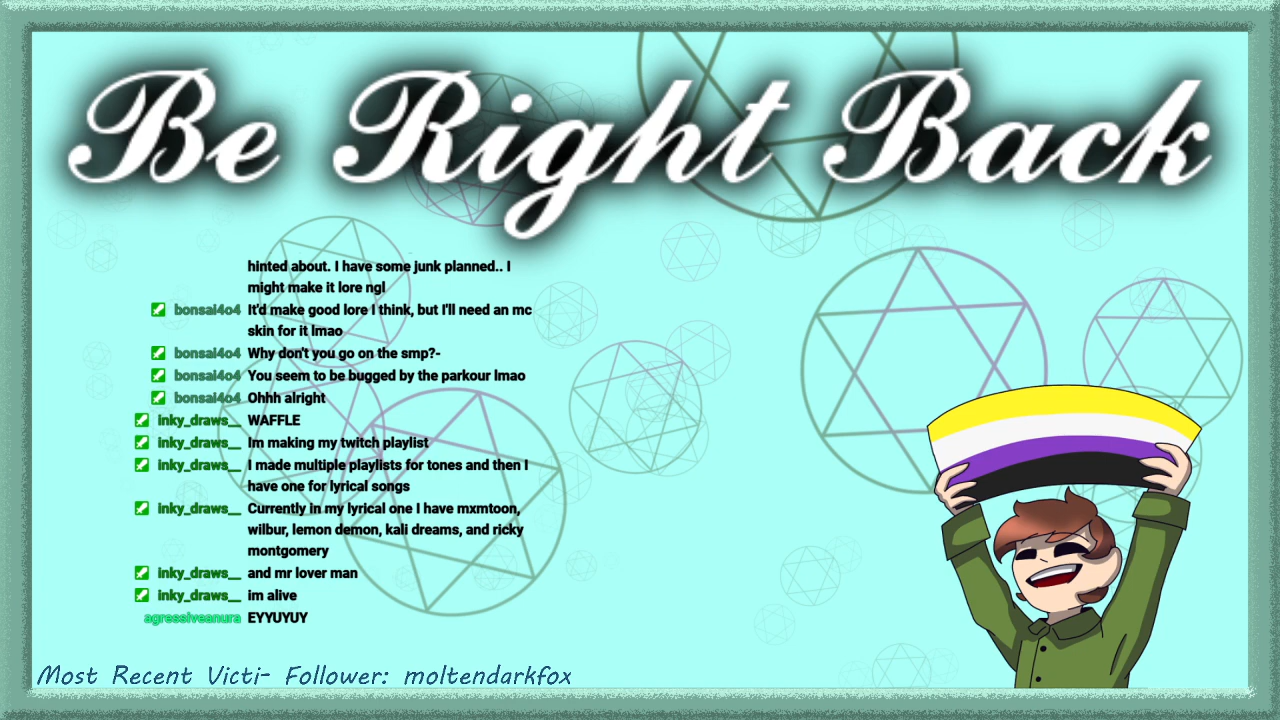 Be Right Back
hinted about. I have some junk planned.. I
might make it lore ngl
bonsai4o4 It'd make good lore I think, but I'll need an mc
skin for it lmao
bonsai4o4 Why don't you go on the smp?-
bonsai4o4 You seem to be bugged by the parkour lmao
bonsai4o4 Ohhh alright
inky_draws__ WAFFLE
inky_draws__ Im making my twitch playlist
inky_draws__ I made multiple playlists for tones and then I
have one for lyrical songs
inky_draws__ Currently in my lyrical one I have mxmtoon,
wilbur, lemon demon, kali dreams, and ricky
montgomery
inky_draws__ and mr lover man
inky_draws__ im alive
agressiveanura EYYUYUY
Most Recent Victi- Follower: moltendarkfox